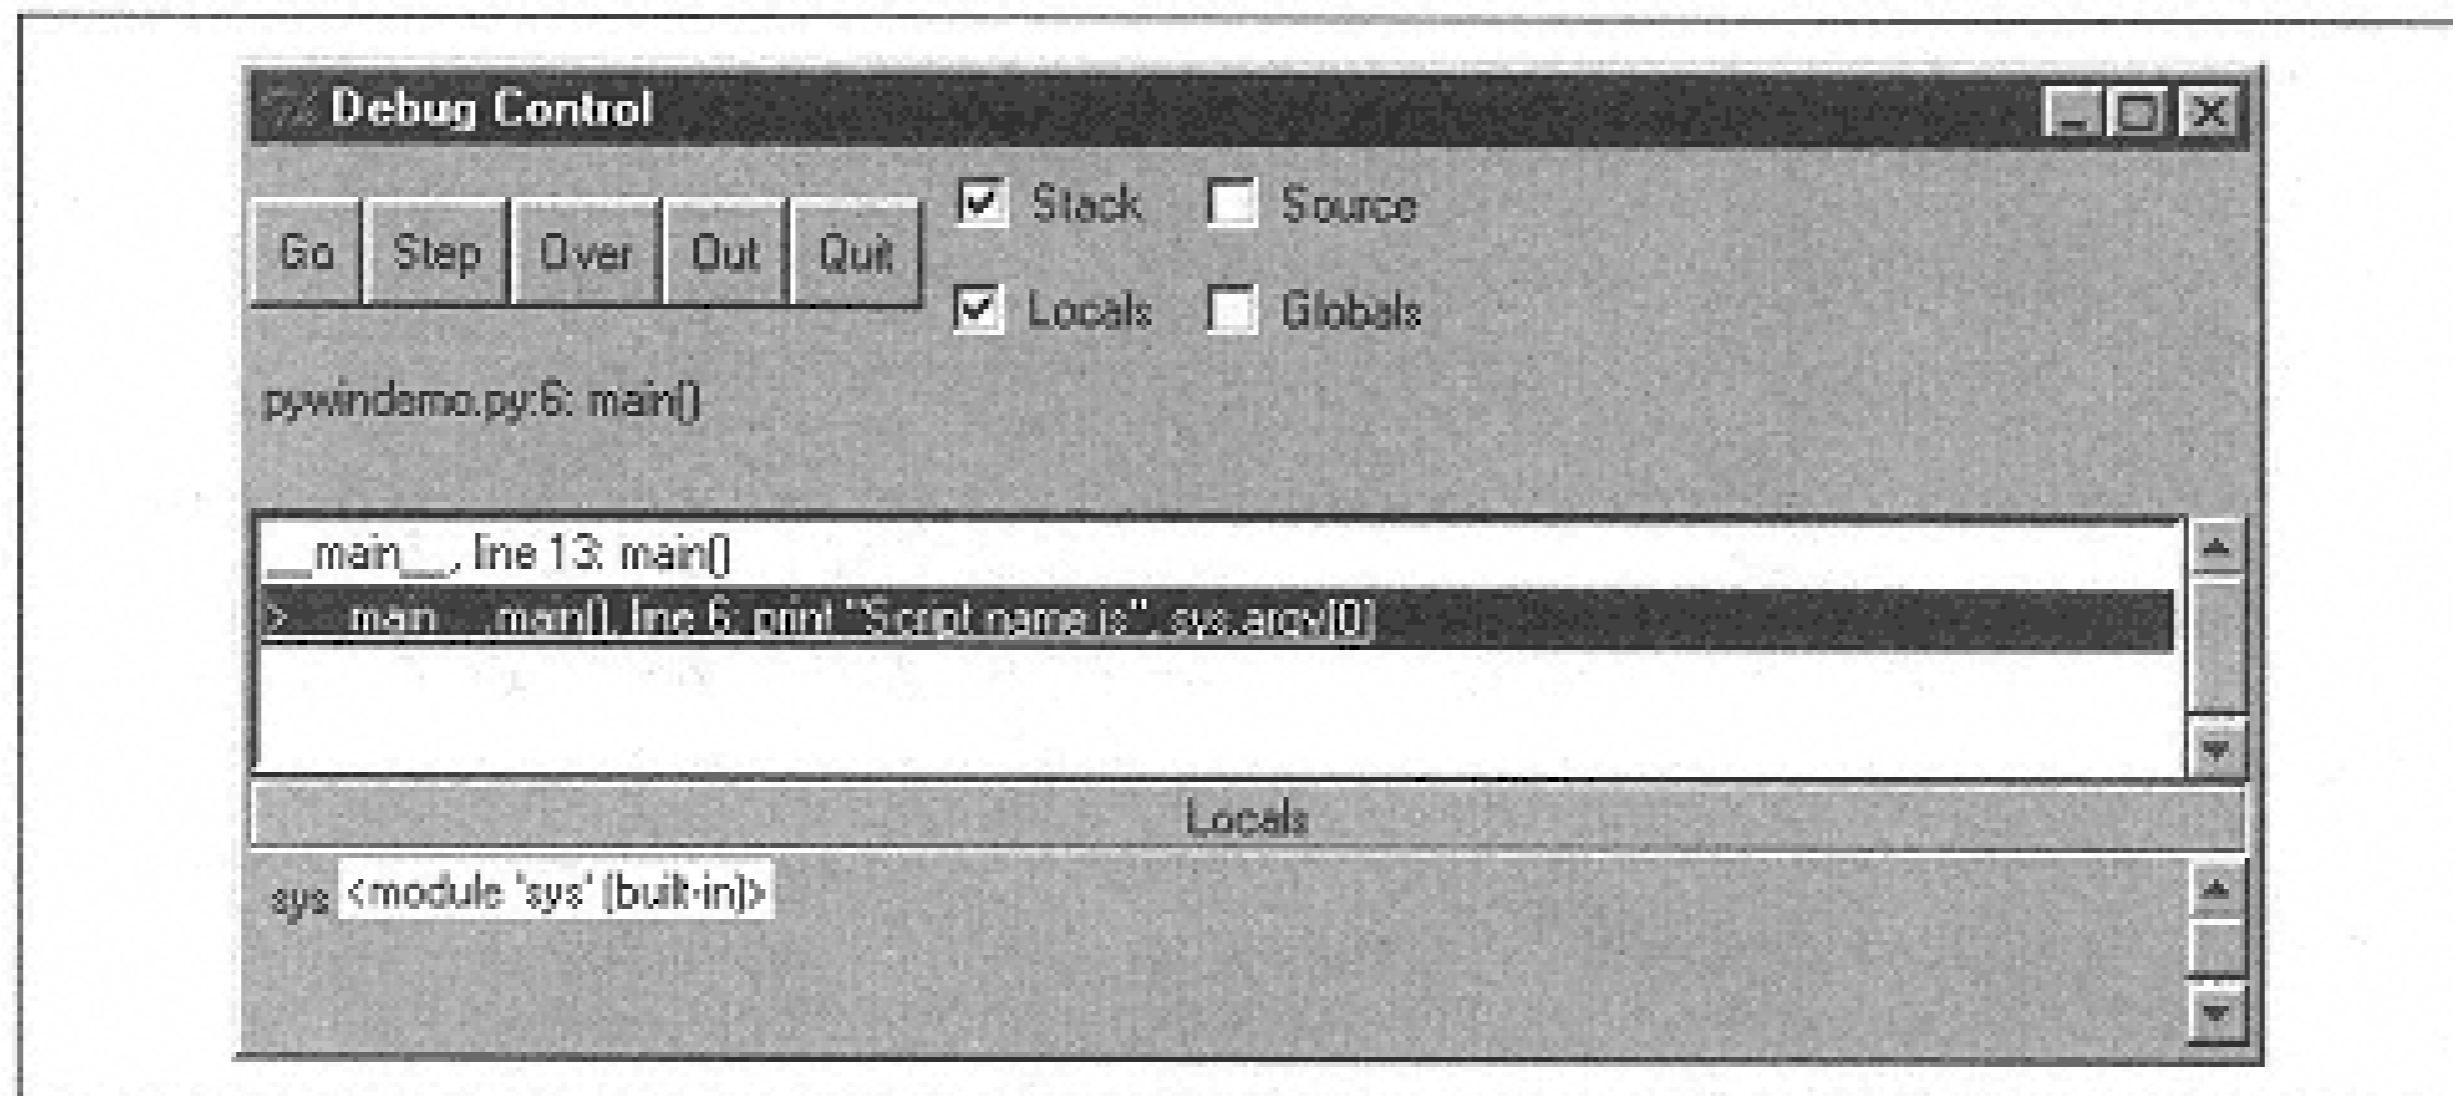 Debug Control
Go Step Over Out Quit
Stack Source
Locals Globals
pywindemo.py:6: main()
__main__, line 13: main()
> __main__.main(), line 6: print "Script name is", sys.argv[0]
Locals
sys <module 'sys' (built-in)>